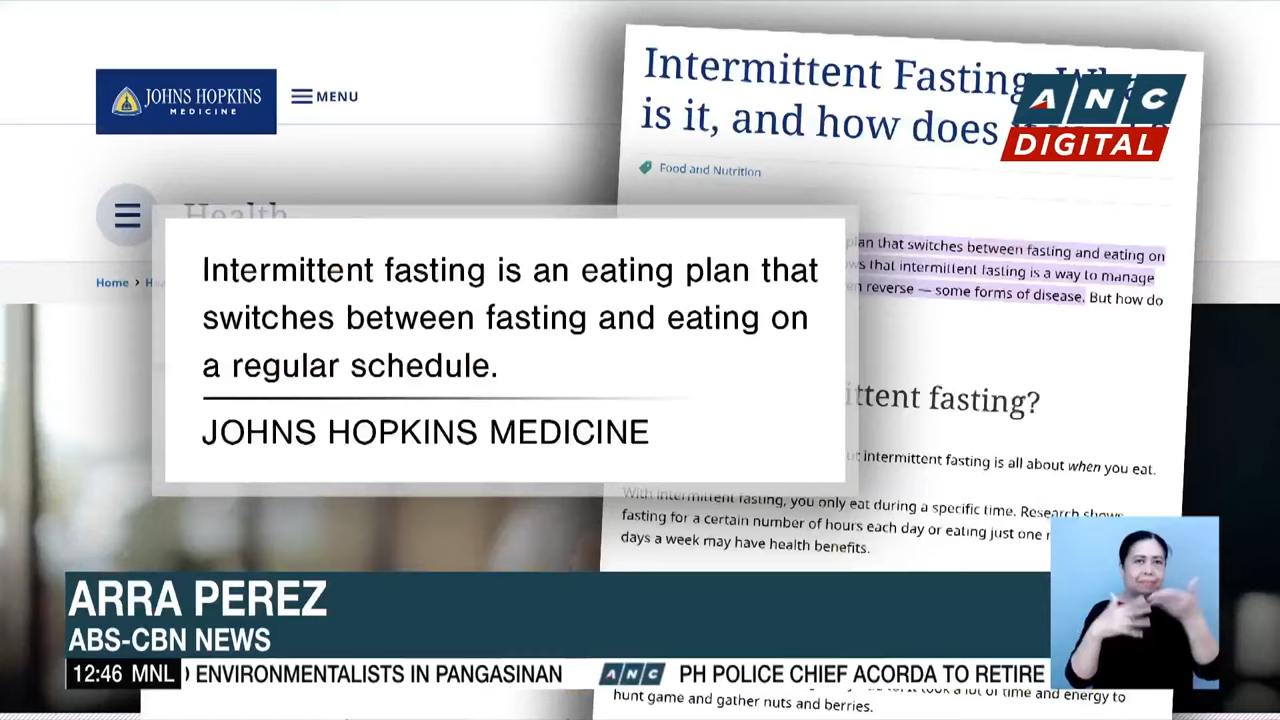 JOHNS HOPKINS
MEDICINE
MENU
Intermittent Fasting:
is it, and how does
ANC
DIGITAL
Food and Nutrition
Health
Home >
plan that switches between fasting and eating on
that intermittent fasting is a way to manage
reverse — some forms of disease. But how do
Intermittent fasting is an eating plan that
switches between fasting and eating on
a regular schedule.
JOHNS HOPKINS MEDICINE
fasting?
intermittent fasting is all about when you eat.
With intermittent fasting, you only eat during a specific time. Research shows
fasting for a certain number of hours each day or eating just one
days a week may have health benefits.
ARRA PEREZ
ABS-CBN NEWS
12:46 MNL
ENVIRONMENTALISTS IN PANGASINAN ANC PH POLICE CHIEF ACORDA TO RETIRE
took a lot of time and energy to
hunt game and gather nuts and berries.